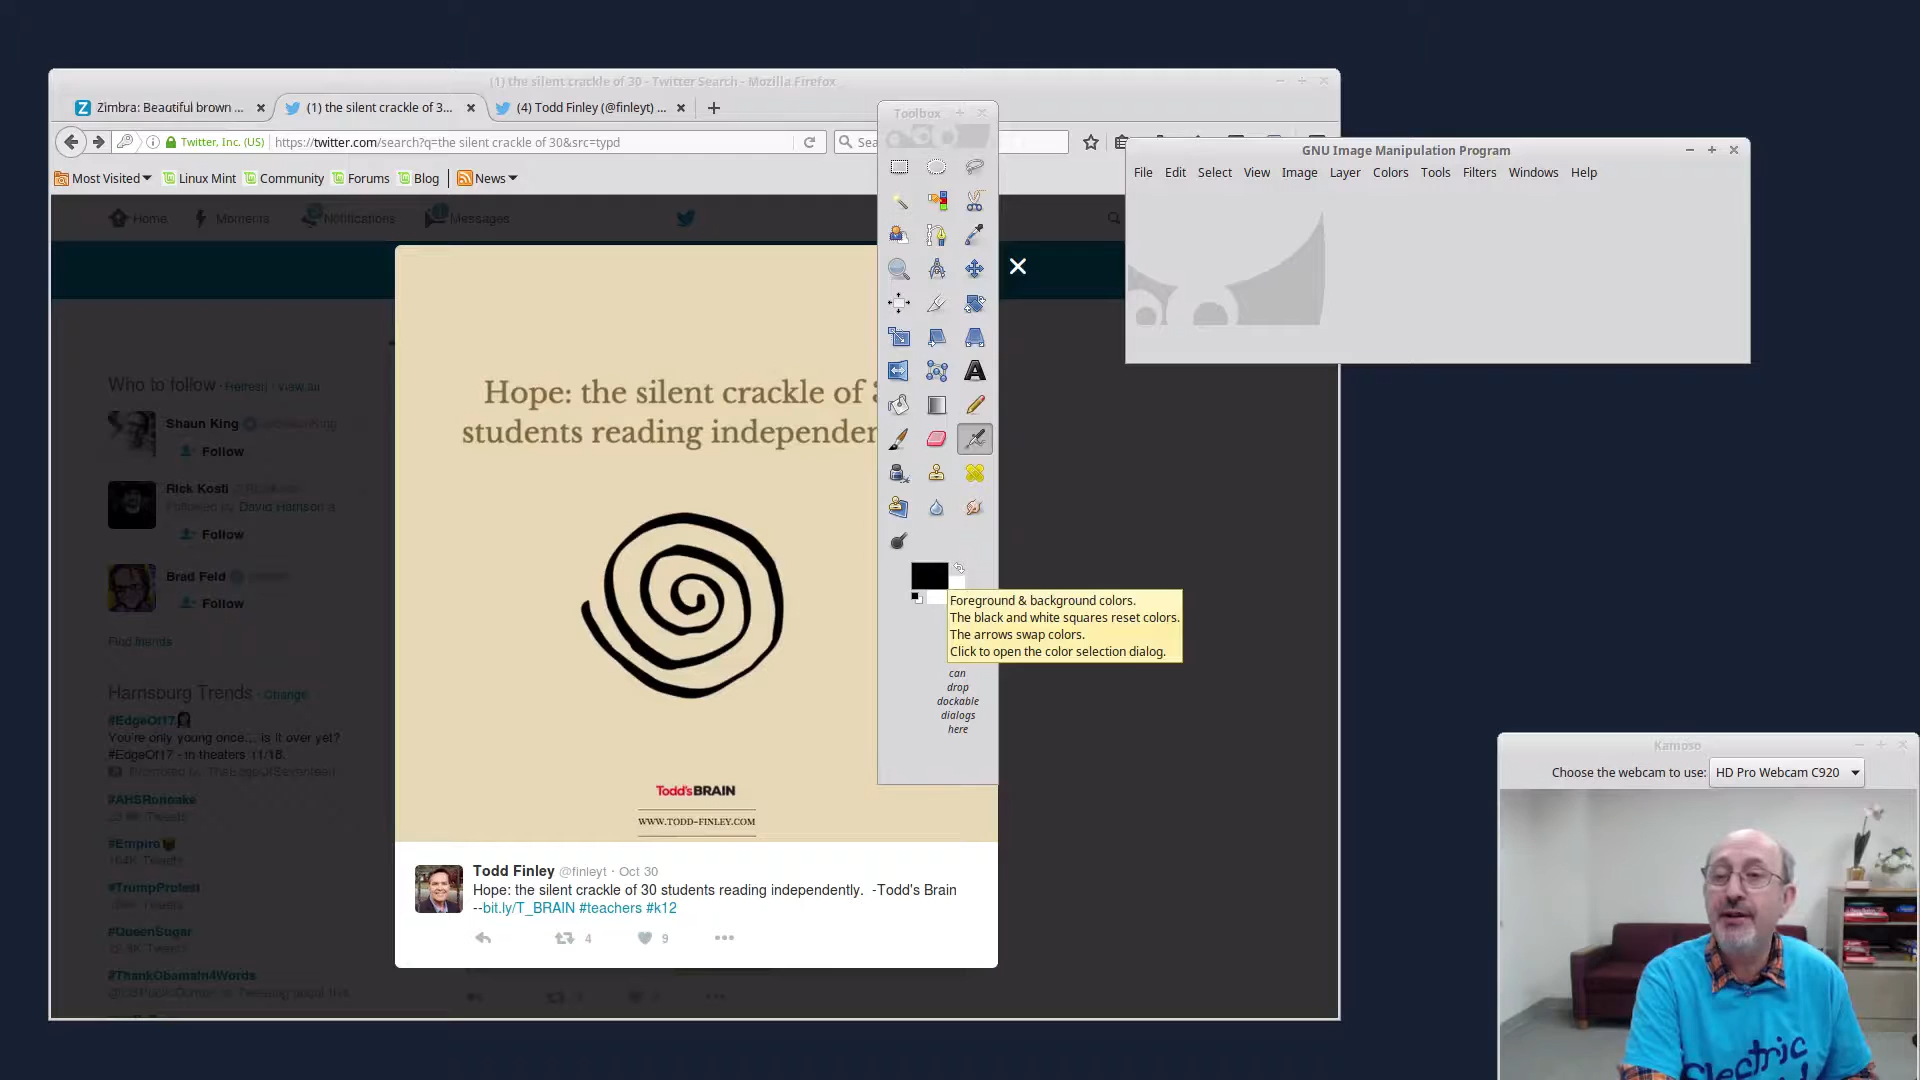 (1) the silent crackle of 30 - Twitter Search - Mozilla Firefox
Zimbra: Beautiful brown ...
(1) the silent crackle of 3...
(4) Todd Finley (@finleyt) ...
Twitter, Inc. (US)
https://twitter.com/search?q=the silent crackle of 30&src=typd
Sea
Most Visited
Linux Mint
Community
Forums
Blog
News
Home
Moments
Notifications
Messages
Toolbox
GNU Image Manipulation Program
File Edit Select View Image Layer Colors Tools Filters Windows Help
Who to follow · Refresh · View all
Shaun King
Follow
Rick Kosti
Followed by David Harrison
Follow
Brad Feld
Follow
Find friends
Trends · Change
#EdgeOf17
You're only young once... is it over yet?
#EdgeOf17 - in theaters 11/18.
Promoted by TheEdgeOfSeventeen
#AHSRoanoke
#Empire
104K Tweets
#TrumpProtest
#QueenSugar
#ThankObamaIn4Words
Hope: the silent crackle of
students reading independen
Todd'sBRAIN
WWW.TODD-FINLEY.COM
Todd Finley @finleyt · Oct 30
Hope: the silent crackle of 30 students reading independently. -Todd's Brain
--bit.ly/T_BRAIN #teachers #k12
4
9
Foreground & background colors.
The black and white squares reset colors.
The arrows swap colors.
Click to open the color selection dialog.
can
drop
dockable
dialogs
here
Kamoso
Choose the webcam to use: HD Pro Webcam C920
Electric